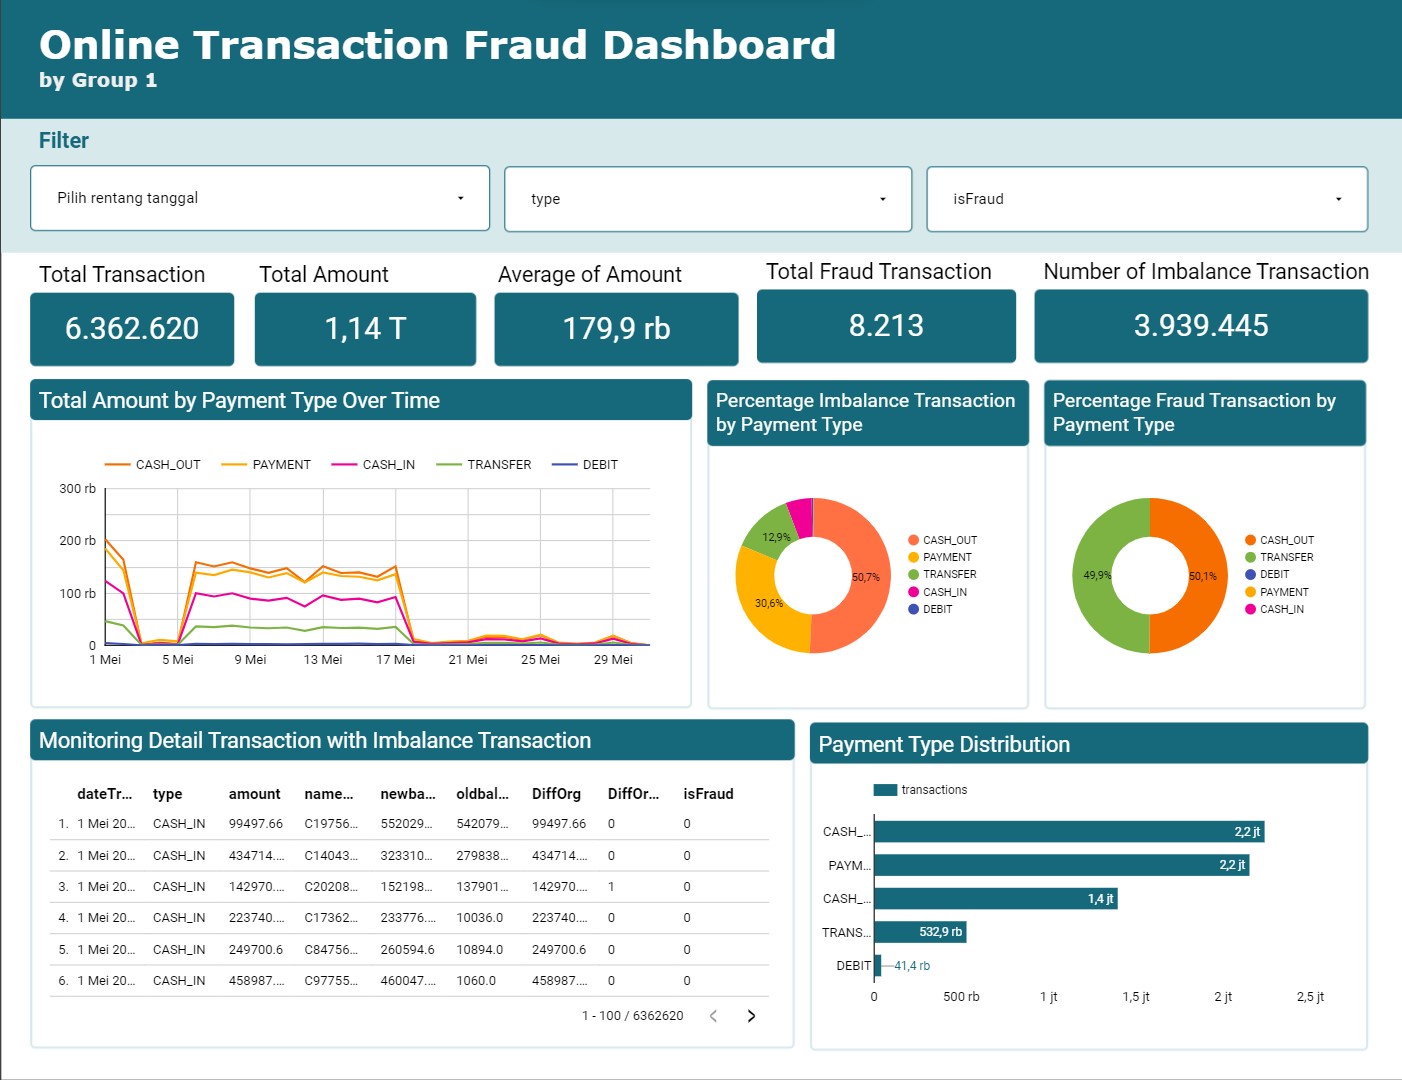 Online Transaction Fraud Dashboard
by Group 1
Filter
Pilih rentang tanggal
type
isFraud
Total Transaction
6.362.620
Total Amount
1,14 T
Average of Amount
179,9 rb
Total Fraud Transaction
8.213
Number of Imbalance Transaction
3.939.445
Total Amount by Payment Type Over Time
CASH_OUT PAYMENT CASH_IN TRANSFER DEBIT
300 rb
200 rb
100 rb
0
1 Mei 5 Mei 9 Mei 13 Mei 17 Mei 21 Mei 25 Mei 29 Mei
Percentage Imbalance Transaction
by Payment Type
12,9%
50,7%
30,6%
CASH_OUT
PAYMENT
TRANSFER
CASH_IN
DEBIT
Percentage Fraud Transaction by
Payment Type
49,9% 50,1%
CASH_OUT
TRANSFER
DEBIT
PAYMENT
CASH_IN
Monitoring Detail Transaction with Imbalance Transaction
dateTr... type amount name... newba... oldbal... DiffOrg DiffOr... isFraud
1. 1 Mei 20... CASH_IN 99497.66 C19756... 552029... 542079... 99497.66 0 0
2. 1 Mei 20... CASH_IN 434714.... C14043... 323310... 279838... 434714.... 0 0
3. 1 Mei 20... CASH_IN 142970.... C20208... 152198... 137901... 142970.... 1 0
4. 1 Mei 20... CASH_IN 223740.... C17362... 233776.... 10036.0 223740.... 0 0
5. 1 Mei 20... CASH_IN 249700.6 C84756... 260594.6 10894.0 249700.6 0 0
6. 1 Mei 20... CASH_IN 458987.... C97755... 460047.... 1060.0 458987.... 0 0
1 - 100 / 6362620
Payment Type Distribution
transactions
CASH_... 2,2 jt
PAYM... 2,2 jt
CASH_... 1,4 jt
TRANS... 532,9 rb
DEBIT 41,4 rb
0 500 rb 1 jt 1,5 jt 2 jt 2,5 jt